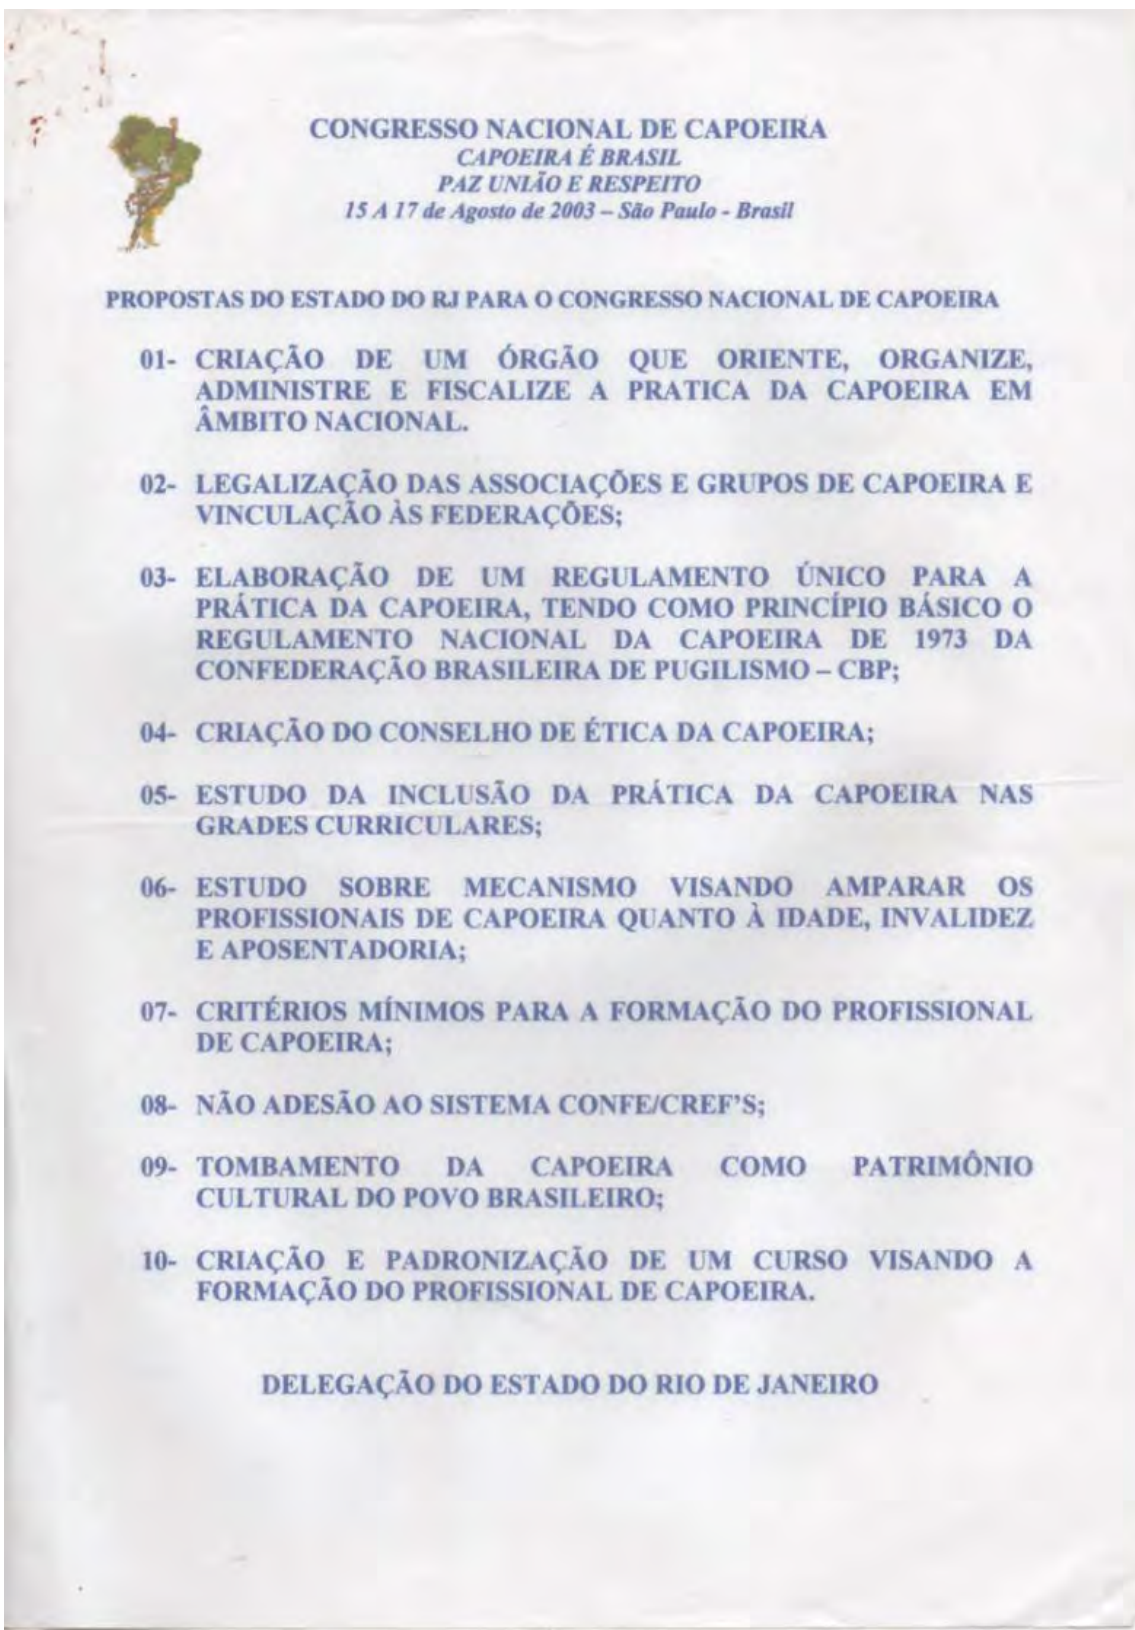 CONGRESSO NACIONAL DE CAPOEIRA
CAPOEIRA É BRASIL
PAZ UNIÃO E RESPEITO
15 A 17 de Agosto de 2003 – São Paulo - Brasil
PROPOSTAS DO ESTADO DO RJ PARA O CONGRESSO NACIONAL DE CAPOEIRA
01- CRIAÇÃO DE UM ÓRGÃO QUE ORIENTE, ORGANIZE,
ADMINISTRE E FISCALIZE A PRATICA DA CAPOEIRA EM
ÂMBITO NACIONAL.
02- LEGALIZAÇÃO DAS ASSOCIAÇÕES E GRUPOS DE CAPOEIRA E
VINCULAÇÃO ÀS FEDERAÇÕES;
03- ELABORAÇÃO DE UM REGULAMENTO ÚNICO PARA A
PRÁTICA DA CAPOEIRA, TENDO COMO PRINCÍPIO BÁSICO O
REGULAMENTO NACIONAL DA CAPOEIRA DE 1973 DA
CONFEDERAÇÃO BRASILEIRA DE PUGILISMO – CBP;
04- CRIAÇÃO DO CONSELHO DE ÉTICA DA CAPOEIRA;
05- ESTUDO DA INCLUSÃO DA PRÁTICA DA CAPOEIRA NAS
GRADES CURRICULARES;
06- ESTUDO SOBRE MECANISMO VISANDO AMPARAR OS
PROFISSIONAIS DE CAPOEIRA QUANTO À IDADE, INVALIDEZ
E APOSENTADORIA;
07- CRITÉRIOS MÍNIMOS PARA A FORMAÇÃO DO PROFISSIONAL
DE CAPOEIRA;
08- NÃO ADESÃO AO SISTEMA CONFE/CREF'S;
09- TOMBAMENTO DA CAPOEIRA COMO PATRIMÔNIO
CULTURAL DO POVO BRASILEIRO;
10- CRIAÇÃO E PADRONIZAÇÃO DE UM CURSO VISANDO A
FORMAÇÃO DO PROFISSIONAL DE CAPOEIRA.
DELEGAÇÃO DO ESTADO DO RIO DE JANEIRO